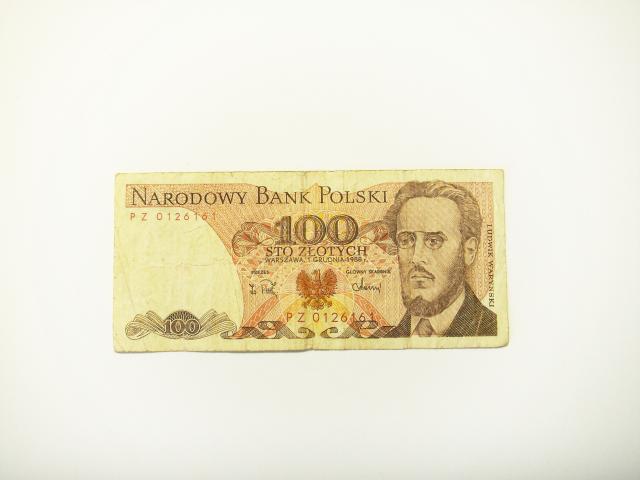 NARODOWY BANK POLSKI
PZ 0126161
100
STO ZŁOTYCH
WARSZAWA, 1 GRUDNIA 1988 r.
PREZES GŁÓWNY SKARBNIK
PZ 0126161
100
LUDWIK WARYŃSKI